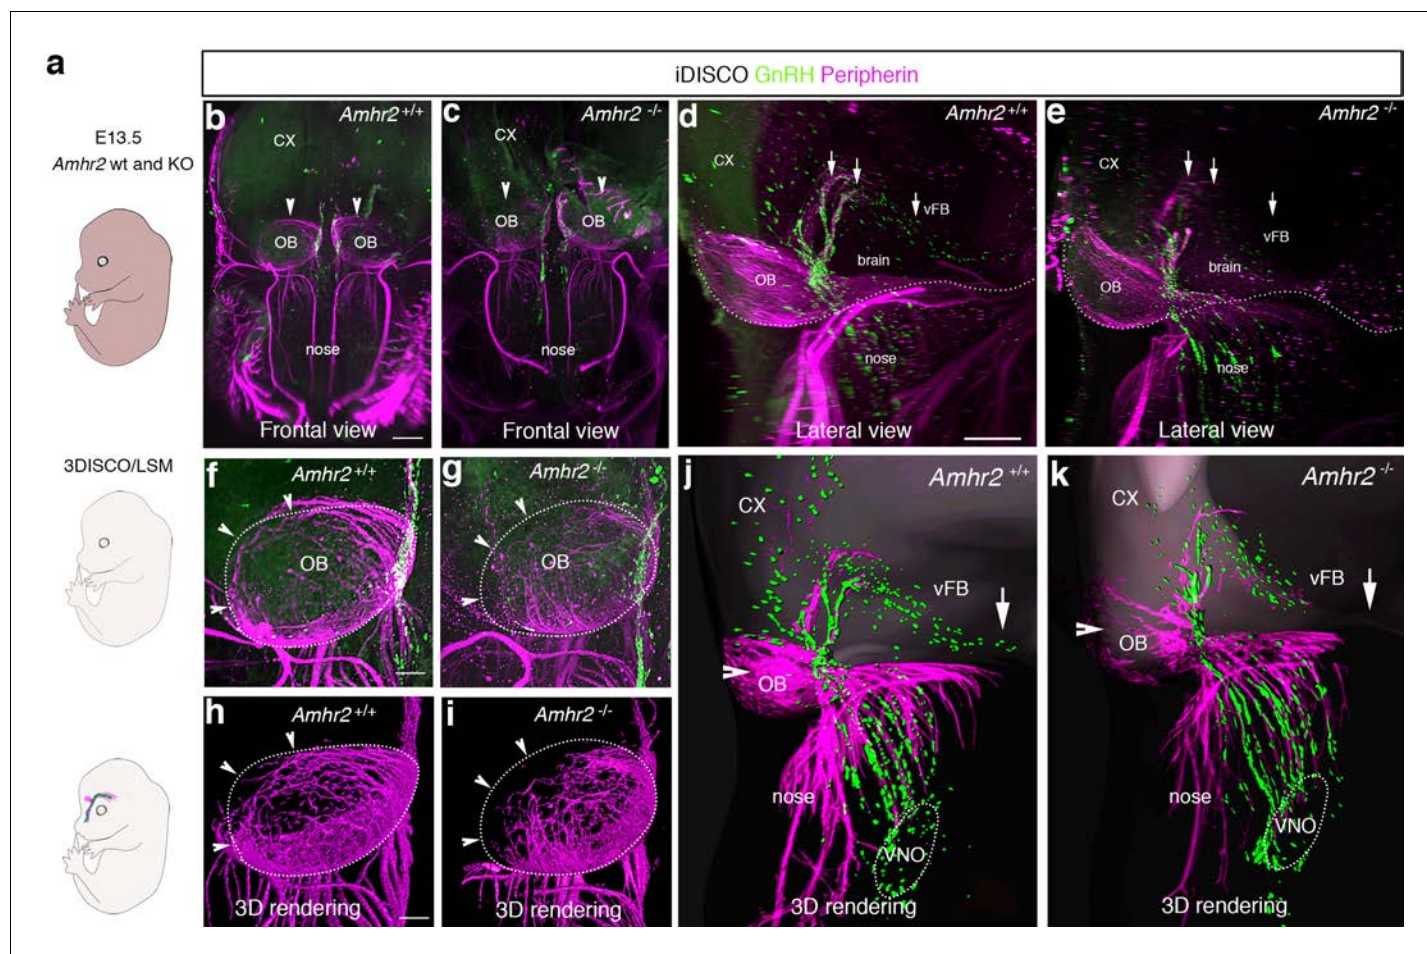 a
iDISCO GnRH Peripherin
E13.5
Amhr2 wt and KO
3DISCO/LSM
b
Amhr2 +/+
CX
OB
OB
nose
Frontal view
c
Amhr2 -/-
CX
OB
OB
nose
Frontal view
d
Amhr2 +/+
CX
vFB
brain
OB
nose
Lateral view
e
Amhr2 -/-
CX
vFB
brain
OB
nose
Lateral view
f
Amhr2 +/+
OB
g
Amhr2 -/-
OB
h
Amhr2 +/+
3D rendering
i
Amhr2 -/-
3D rendering
j
Amhr2 +/+
CX
vFB
OB
nose
VNO
3D rendering
k
Amhr2 -/-
CX
vFB
OB
nose
VNO
3D rendering